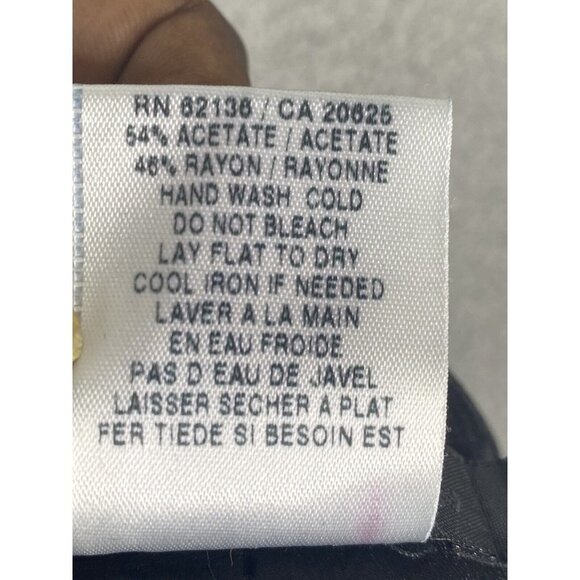 RN 62136 / CA 20625
54% ACETATE / ACETATE
46% RAYON / RAYONNE
HAND WASH COLD
DO NOT BLEACH
LAY FLAT TO DRY
COOL IRON IF NEEDED
LAVER A LA MAIN
EN EAU FROIDE
PAS D EAU DE JAVEL
LAISSER SECHER A PLAT
FER TIEDE SI BESOIN EST